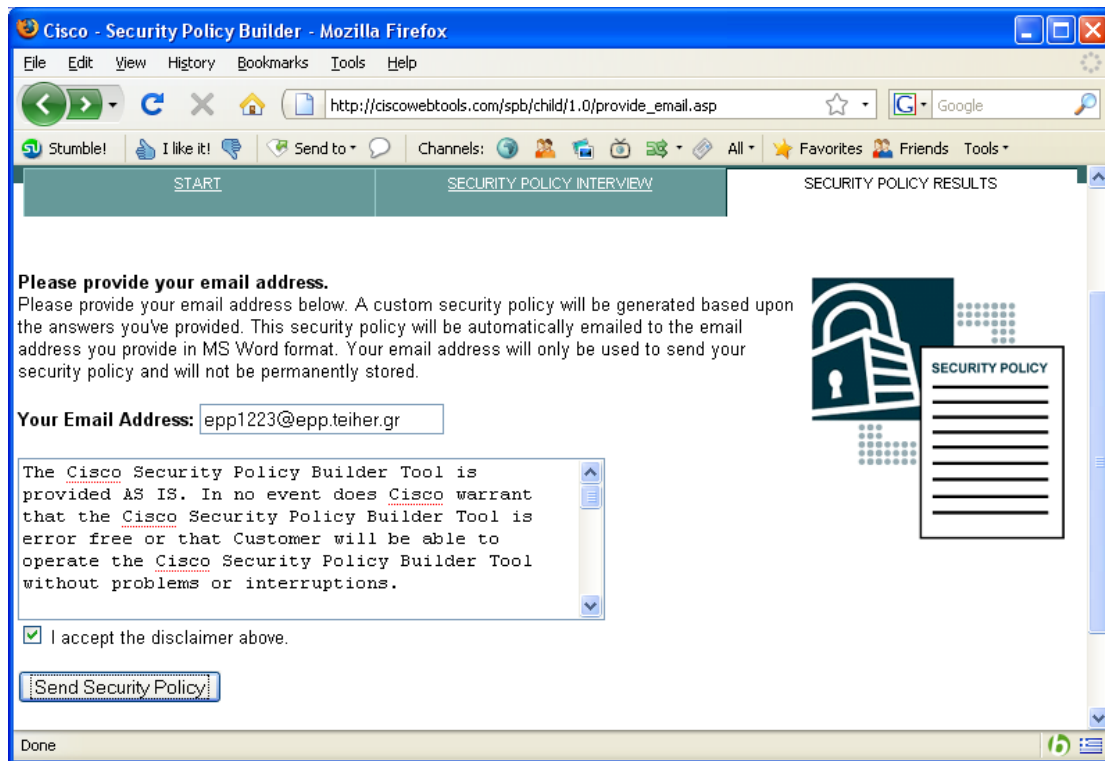 Cisco - Security Policy Builder - Mozilla Firefox
File Edit View History Bookmarks Tools Help
http://ciscowebtools.com/spb/child/1.0/provide_email.asp
G Google
Stumble! I like it! Send to Channels: All Favorites Friends Tools
START SECURITY POLICY INTERVIEW SECURITY POLICY RESULTS
Please provide your email address.
Please provide your email address below. A custom security policy will be generated based upon
the answers you've provided. This security policy will be automatically emailed to the email
address you provide in MS Word format. Your email address will only be used to send your
security policy and will not be permanently stored.
SECURITY POLICY
Your Email Address: epp1223@epp.teiher.gr
The Cisco Security Policy Builder Tool is
provided AS IS. In no event does Cisco warrant
that the Cisco Security Policy Builder Tool is
error free or that Customer will be able to
operate the Cisco Security Policy Builder Tool
without problems or interruptions.
I accept the disclaimer above.
Send Security Policy
Done